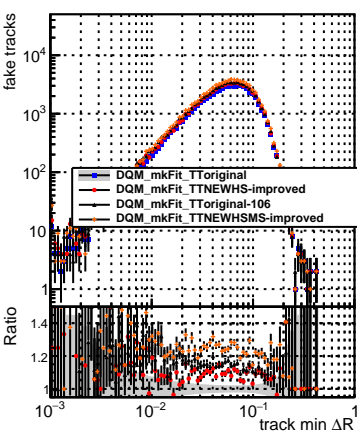 fake tracks
10^4
10^3
10^2
DQM_mkFit_TToriginal
DQM_mkFit_TTNEWHS-improved
DQM_mkFit_TToriginal-106
DQM_mkFit_TTNEWHSMS-improved
10
1
Ratio
1.4
1.2
1
10^−3 10^−2 10^−1 1
track min ΔR